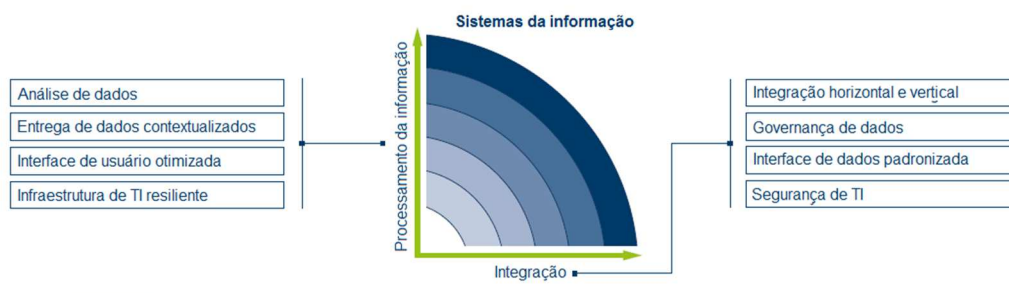 Sistemas da informação
Análise de dados
Entrega de dados contextualizados
Interface de usuário otimizada
Infraestrutura de TI resiliente
Processamento da informação
Integração
Integração horizontal e vertical
Governança de dados
Interface de dados padronizada
Segurança de TI